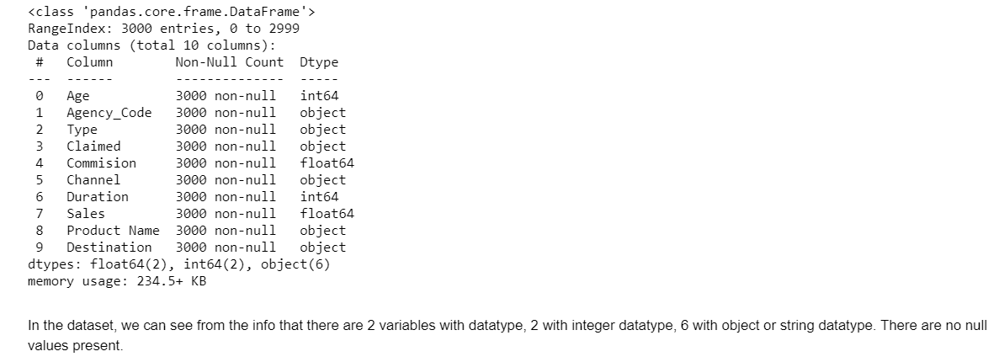 <class 'pandas.core.frame.DataFrame'>
RangeIndex: 3000 entries, 0 to 2999
Data columns (total 10 columns):
 #   Column        Non-Null Count  Dtype
---  ------        --------------  -----
 0   Age           3000 non-null   int64
 1   Agency_Code   3000 non-null   object
 2   Type          3000 non-null   object
 3   Claimed       3000 non-null   object
 4   Commision     3000 non-null   float64
 5   Channel       3000 non-null   object
 6   Duration      3000 non-null   int64
 7   Sales         3000 non-null   float64
 8   Product Name  3000 non-null   object
 9   Destination   3000 non-null   object
dtypes: float64(2), int64(2), object(6)
memory usage: 234.5+ KB
In the dataset, we can see from the info that there are 2 variables with datatype, 2 with integer datatype, 6 with object or string datatype. There are no null
values present.